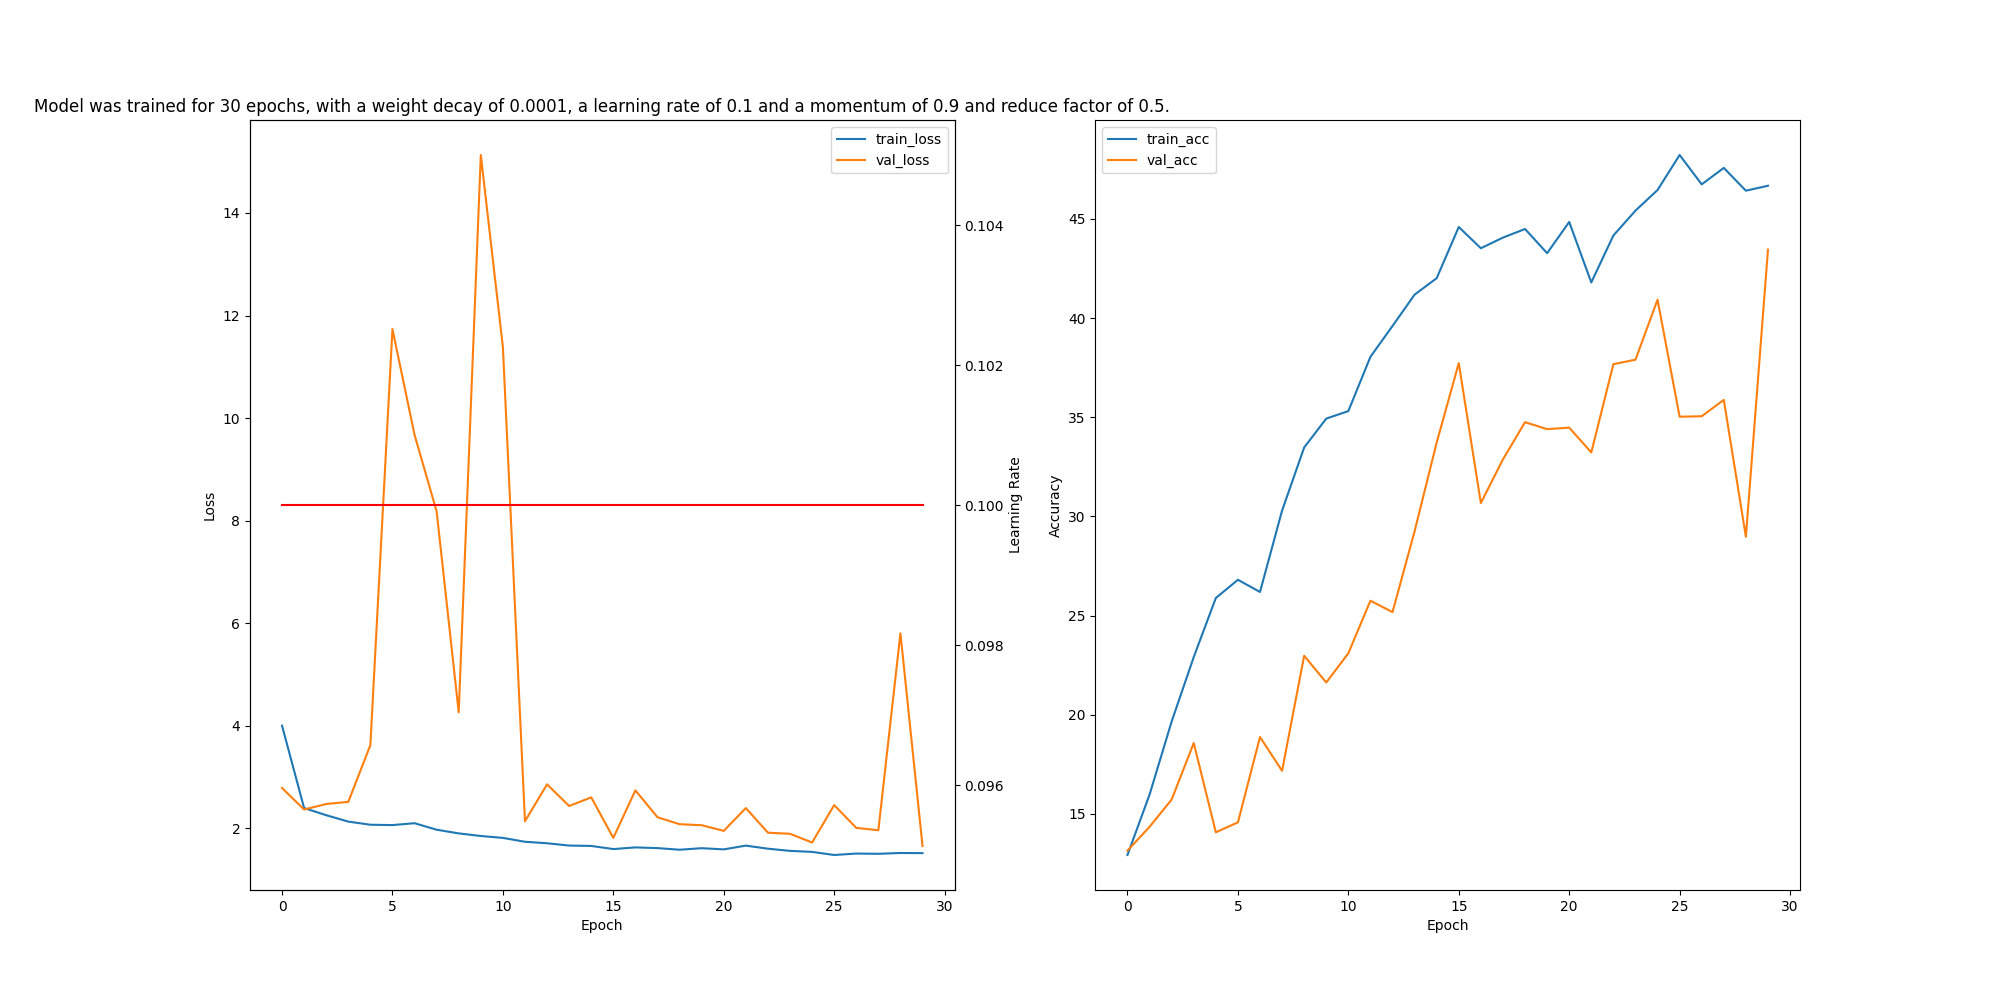 Model was trained for 30 epochs, with a weight decay of 0.0001, a learning rate of 0.1 and a momentum of 0.9 and reduce factor of 0.5.
train_loss
val_loss
14
12
10
8
6
4
2
Loss
0 5 10 15 20 25 30
Epoch
0.104
0.102
0.100
0.098
0.096
Learning Rate
train_acc
val_acc
45
40
35
30
25
20
15
Accuracy
0 5 10 15 20 25 30
Epoch